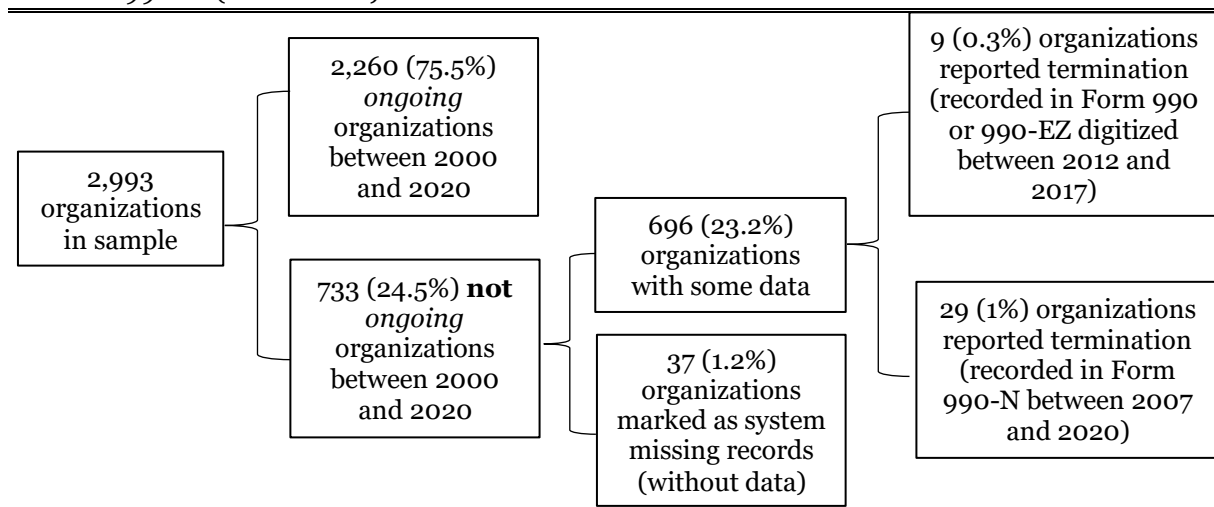 2,993
organizations
in sample
2,260 (75.5%)
ongoing
organizations
between 2000
and 2020
733 (24.5%) not
ongoing
organizations
between 2000
and 2020
696 (23.2%)
organizations
with some data
37 (1.2%)
organizations
marked as system
missing records
(without data)
9 (0.3%) organizations
reported termination
(recorded in Form 990
or 990-EZ digitized
between 2012 and
2017)
29 (1%) organizations
reported termination
(recorded in Form
990-N between 2007
and 2020)